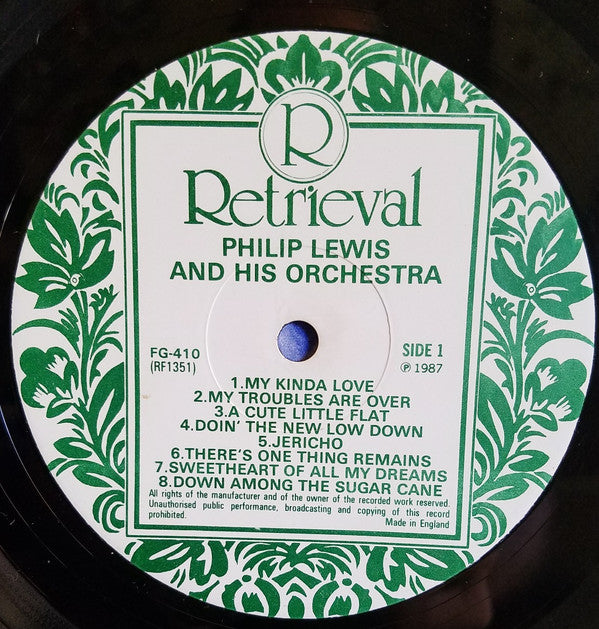 R
Retrieval
PHILIP LEWIS
AND HIS ORCHESTRA
FG-410
(RF1351)
SIDE 1
℗ 1987
1.MY KINDA LOVE
2.MY TROUBLES ARE OVER
3.A CUTE LITTLE FLAT
4.DOIN' THE NEW LOW DOWN
5.JERICHO
6.THERE'S ONE THING REMAINS
7.SWEETHEART OF ALL MY DREAMS
8.DOWN AMONG THE SUGAR CANE
All rights of the manufacturer and of the owner of the recorded work reserved.
Unauthorised public performance, broadcasting and copying of this record
prohibited.
Made in England